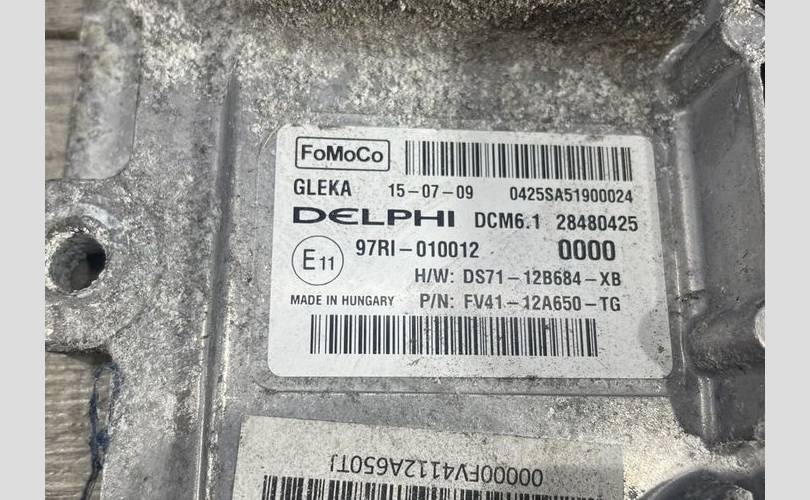 FoMoCo
GLEKA 15-07-09 0425SA51900024
DELPHI DCM6.1 28480425
E11 97RI-010012 0000
H/W: DS71-12B684-XB
MADE IN HUNGARY P/N: FV41-12A650-TG
00000FV4112A650TJ